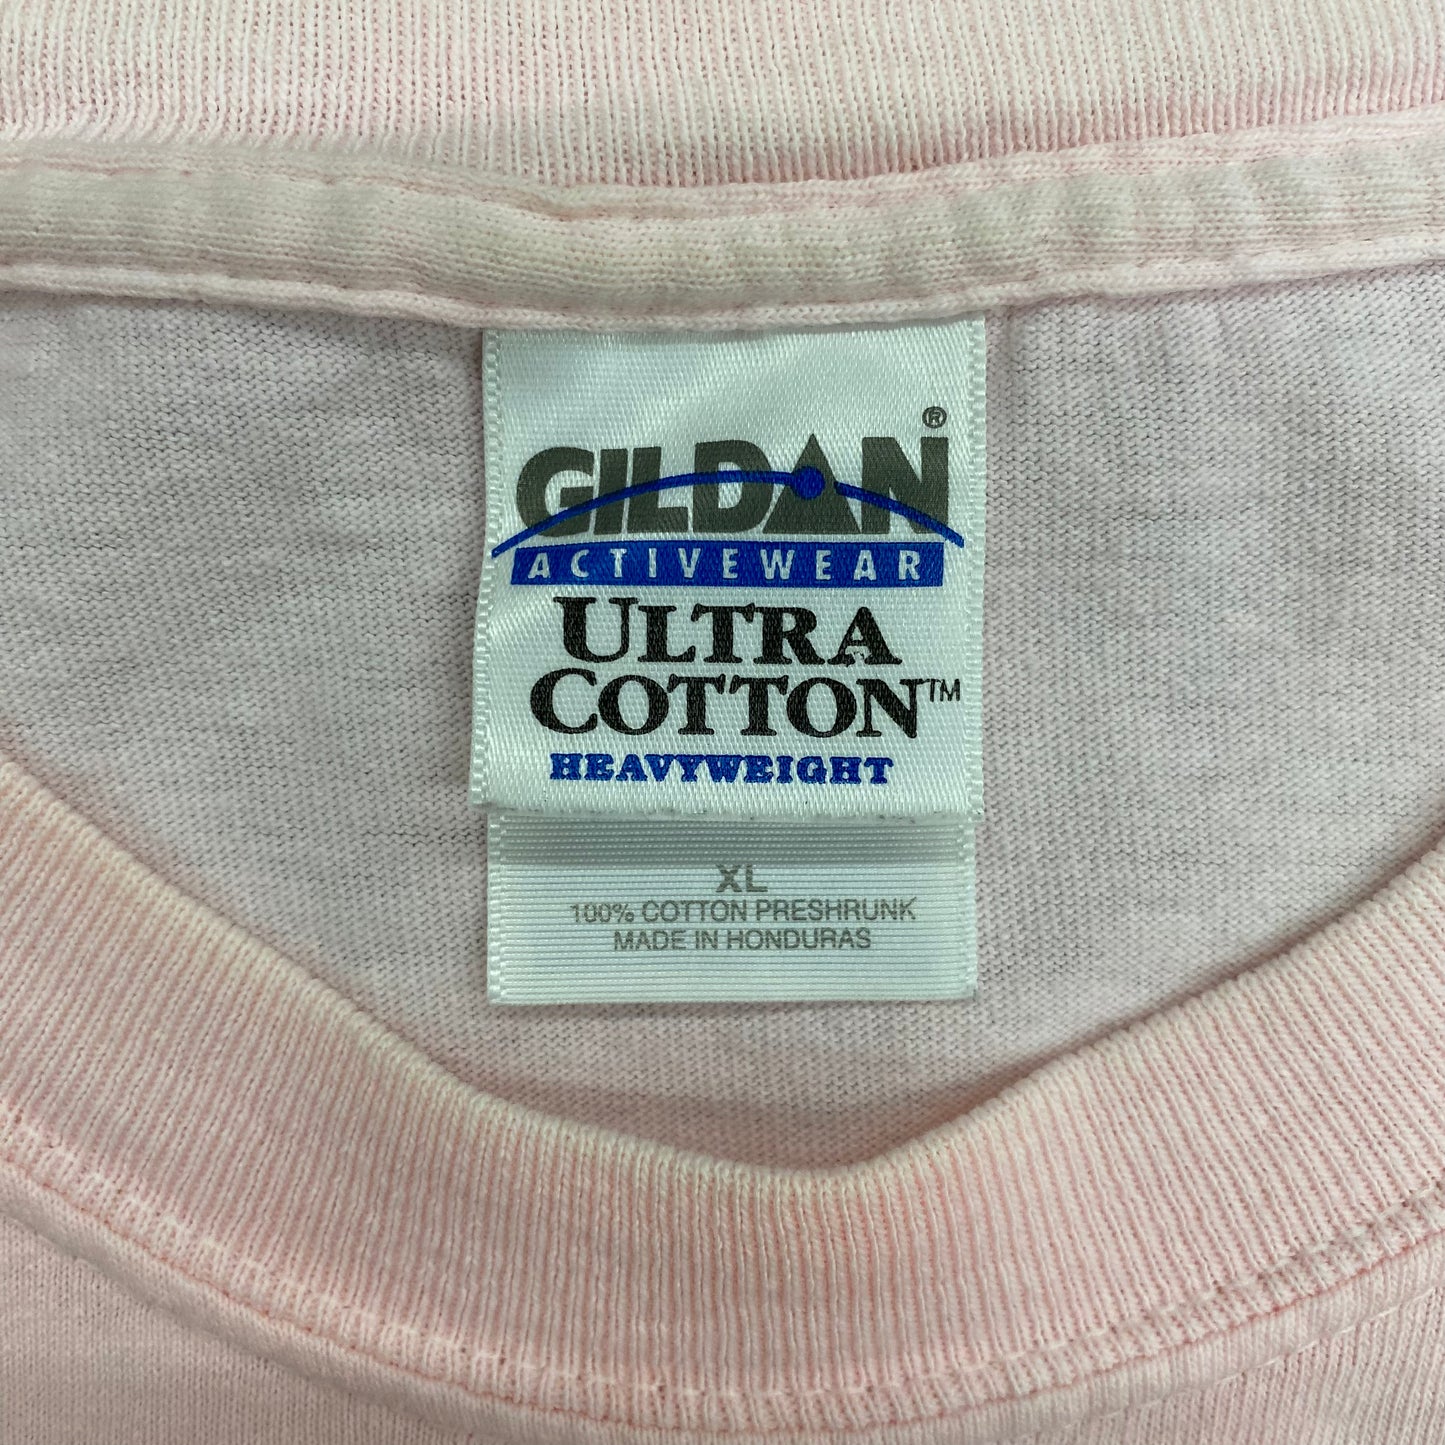 GILDAN®
ACTIVEWEAR
ULTRA
COTTON™
HEAVYWEIGHT
XL
100% COTTON PRESHRUNK
MADE IN HONDURAS